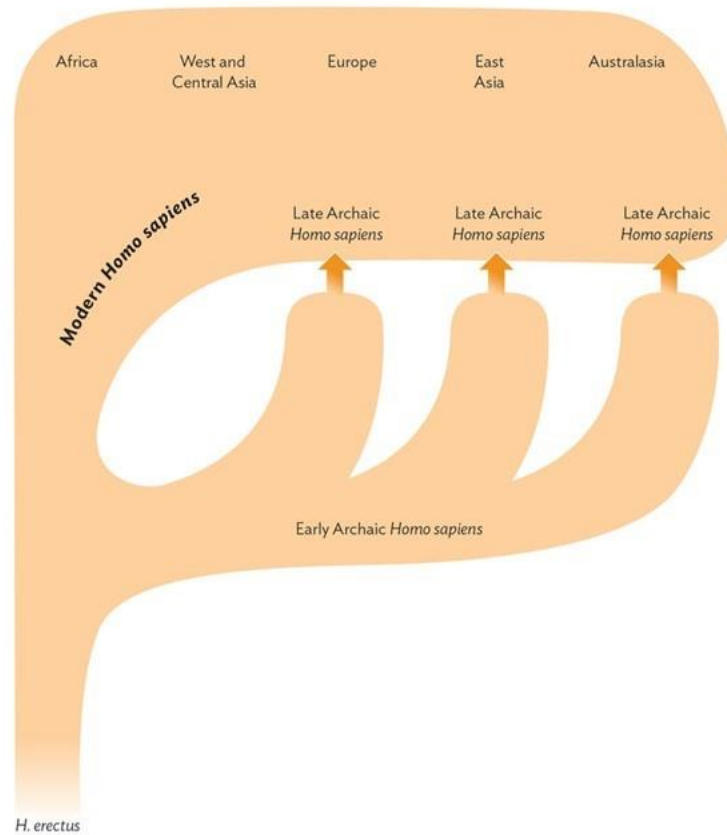 Africa
West and
Central Asia
Europe
East
Asia
Australasia
Modern Homo sapiens
Late Archaic
Homo sapiens
Late Archaic
Homo sapiens
Late Archaic
Homo sapiens
Early Archaic Homo sapiens
H. erectus